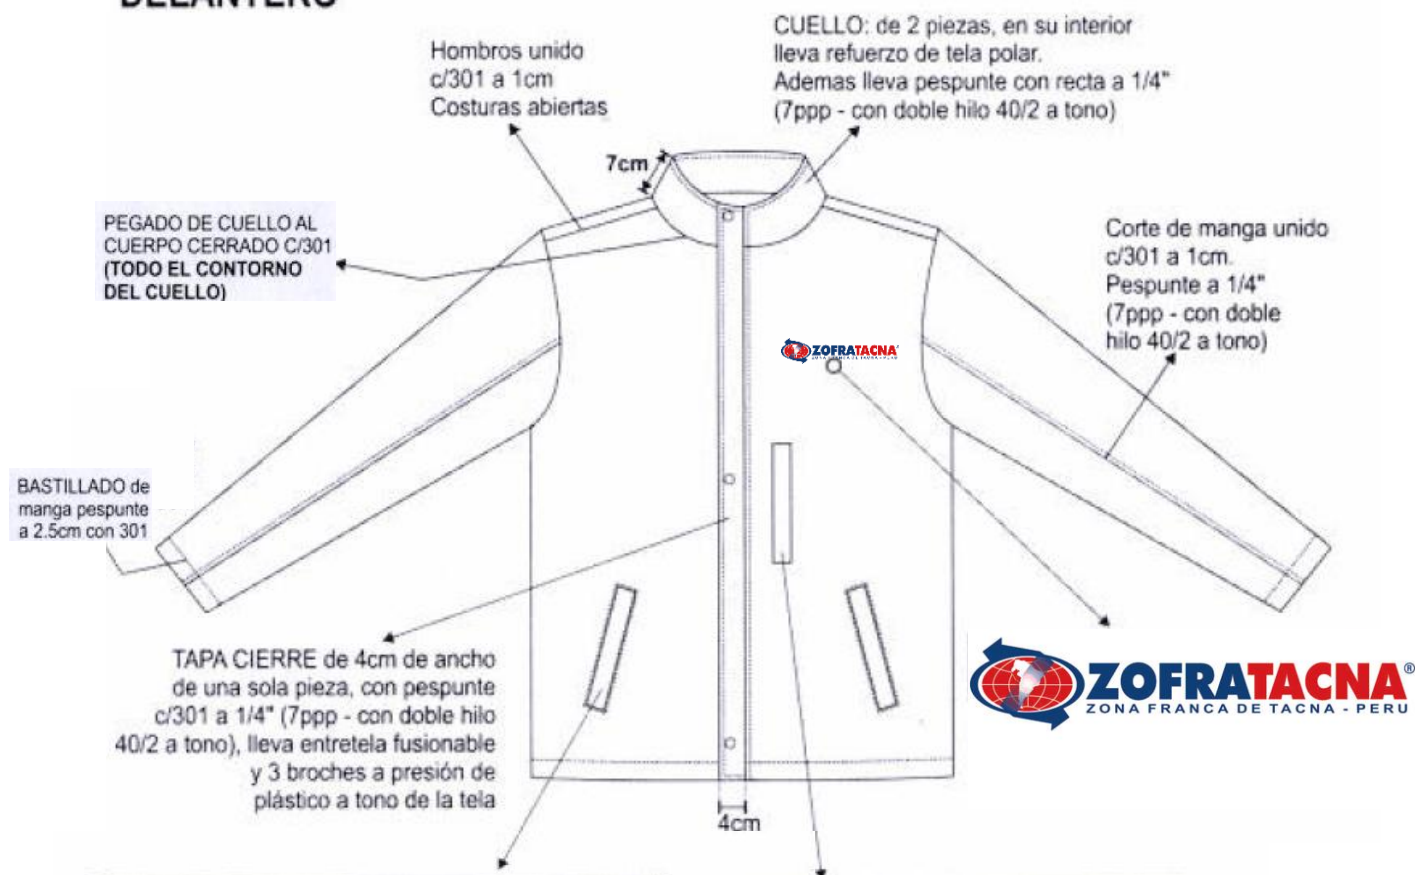 DELANTERO
Hombros unido
c/301 a 1cm
Costuras abiertas
CUELLO: de 2 piezas, en su interior
lleva refuerzo de tela polar.
Ademas lleva pespunte con recta a 1/4"
(7ppp - con doble hilo 40/2 a tono)
7cm
PEGADO DE CUELLO AL
CUERPO CERRADO C/301
(TODO EL CONTORNO
DEL CUELLO)
Corte de manga unido
c/301 a 1cm.
Pespunte a 1/4"
(7ppp - con doble
hilo 40/2 a tono)
ZOFRATACNA
BASTILLADO de
manga pespunte
a 2.5cm con 301
TAPA CIERRE de 4cm de ancho
de una sola pieza, con pespunte
c/301 a 1/4" (7ppp - con doble hilo
40/2 a tono), lleva entretela fusionable
y 3 broches a presión de
plástico a tono de la tela
ZOFRATACNA®
ZONA FRANCA DE TACNA - PERU
4cm